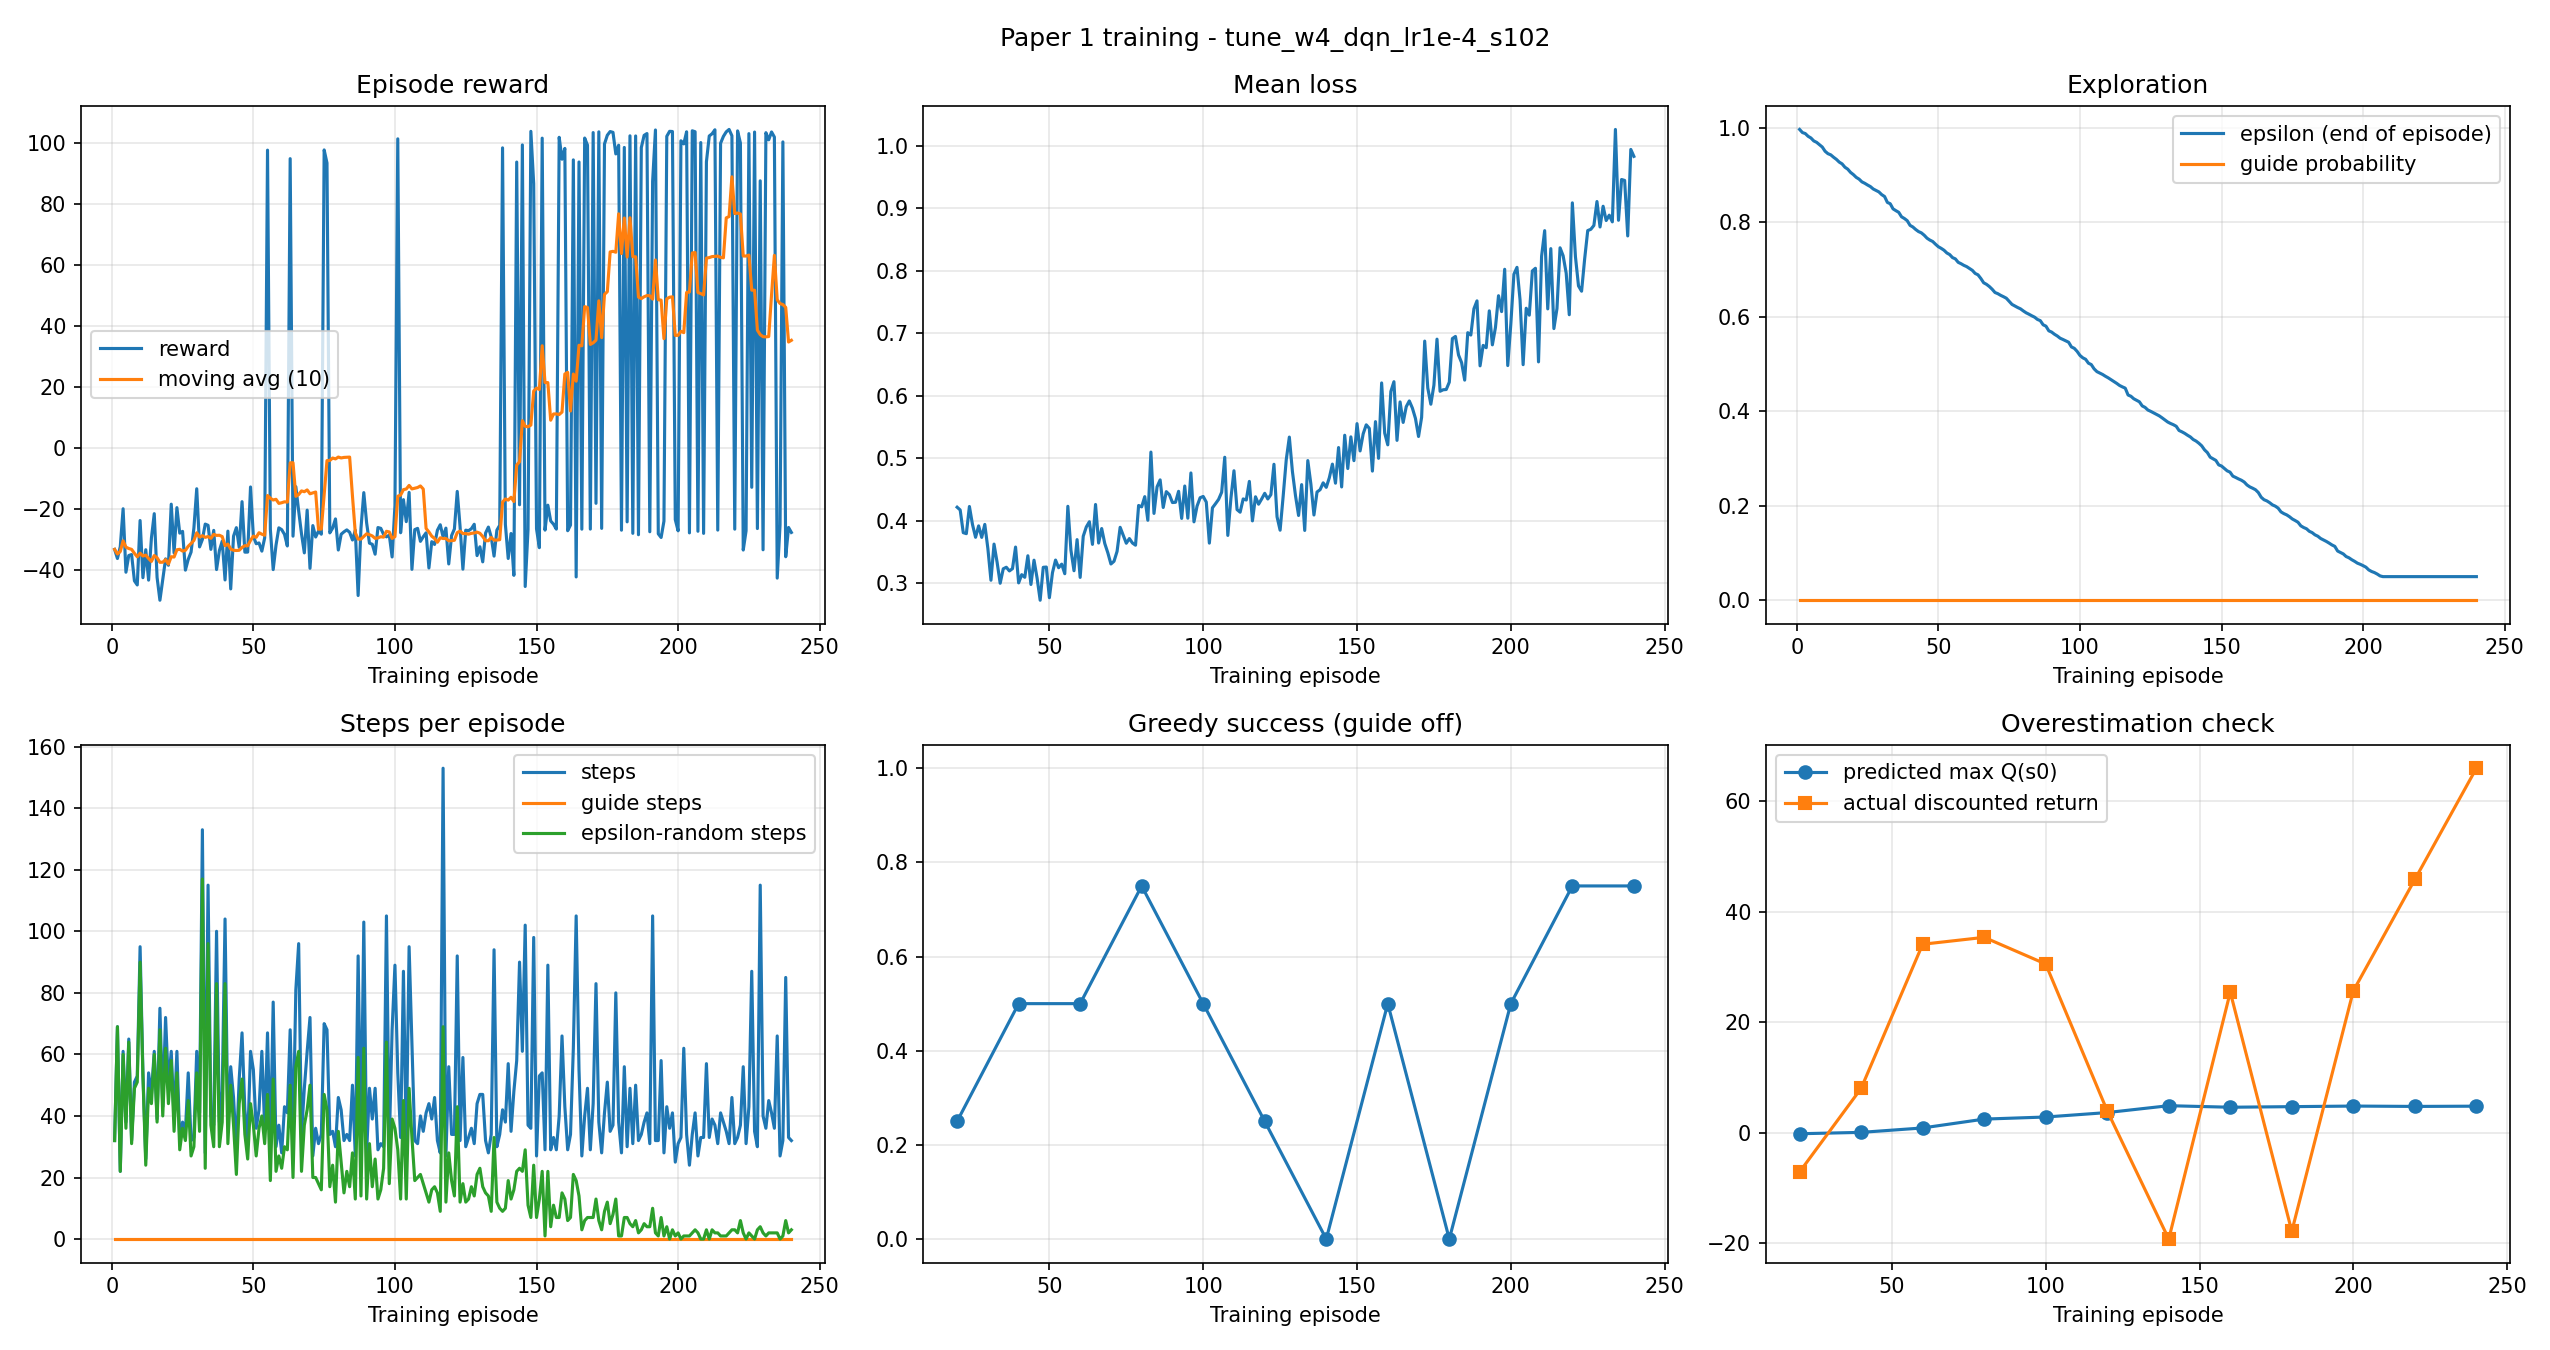 Paper 1 training - tune_w4_dqn_lr1e-4_s102
Episode reward
100
80
60
40
20
0
−20
−40
reward
moving avg (10)
0 50 100 150 200 250
Training episode
Mean loss
1.0
0.9
0.8
0.7
0.6
0.5
0.4
0.3
50 100 150 200 250
Training episode
Exploration
1.0
0.8
0.6
0.4
0.2
0.0
epsilon (end of episode)
guide probability
0 50 100 150 200 250
Training episode
Steps per episode
160
140
120
100
80
60
40
20
0
steps
guide steps
epsilon-random steps
0 50 100 150 200 250
Training episode
Greedy success (guide off)
1.0
0.8
0.6
0.4
0.2
0.0
50 100 150 200 250
Training episode
Overestimation check
60
40
20
0
−20
predicted max Q(s0)
actual discounted return
50 100 150 200 250
Training episode